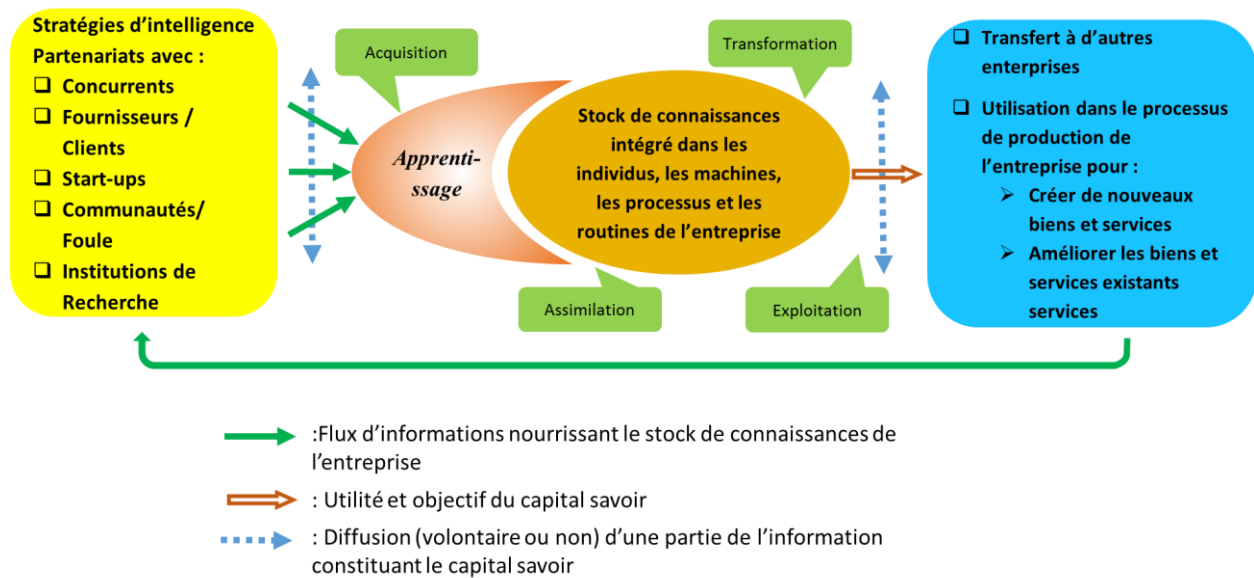 Stratégies d'intelligence
Partenariats avec :
❑ Concurrents
❑ Fournisseurs /
Clients
❑ Start-ups
❑ Communautés/
Foule
❑ Institutions de
Recherche
Acquisition
Apprenti-
ssage
Assimilation
Stock de connaissances
intégré dans les
individus, les machines,
les processus et les
routines de l'entreprise
Transformation
Exploitation
❑ Transfert à d'autres
enterprises
❑ Utilisation dans le processus
de production de
l'entreprise pour :
➢ Créer de nouveaux
biens et services
➢ Améliorer les biens et
services existants
services
:Flux d'informations nourrissant le stock de connaissances de
l'entreprise
: Utilité et objectif du capital savoir
: Diffusion (volontaire ou non) d'une partie de l'information
constituant le capital savoir